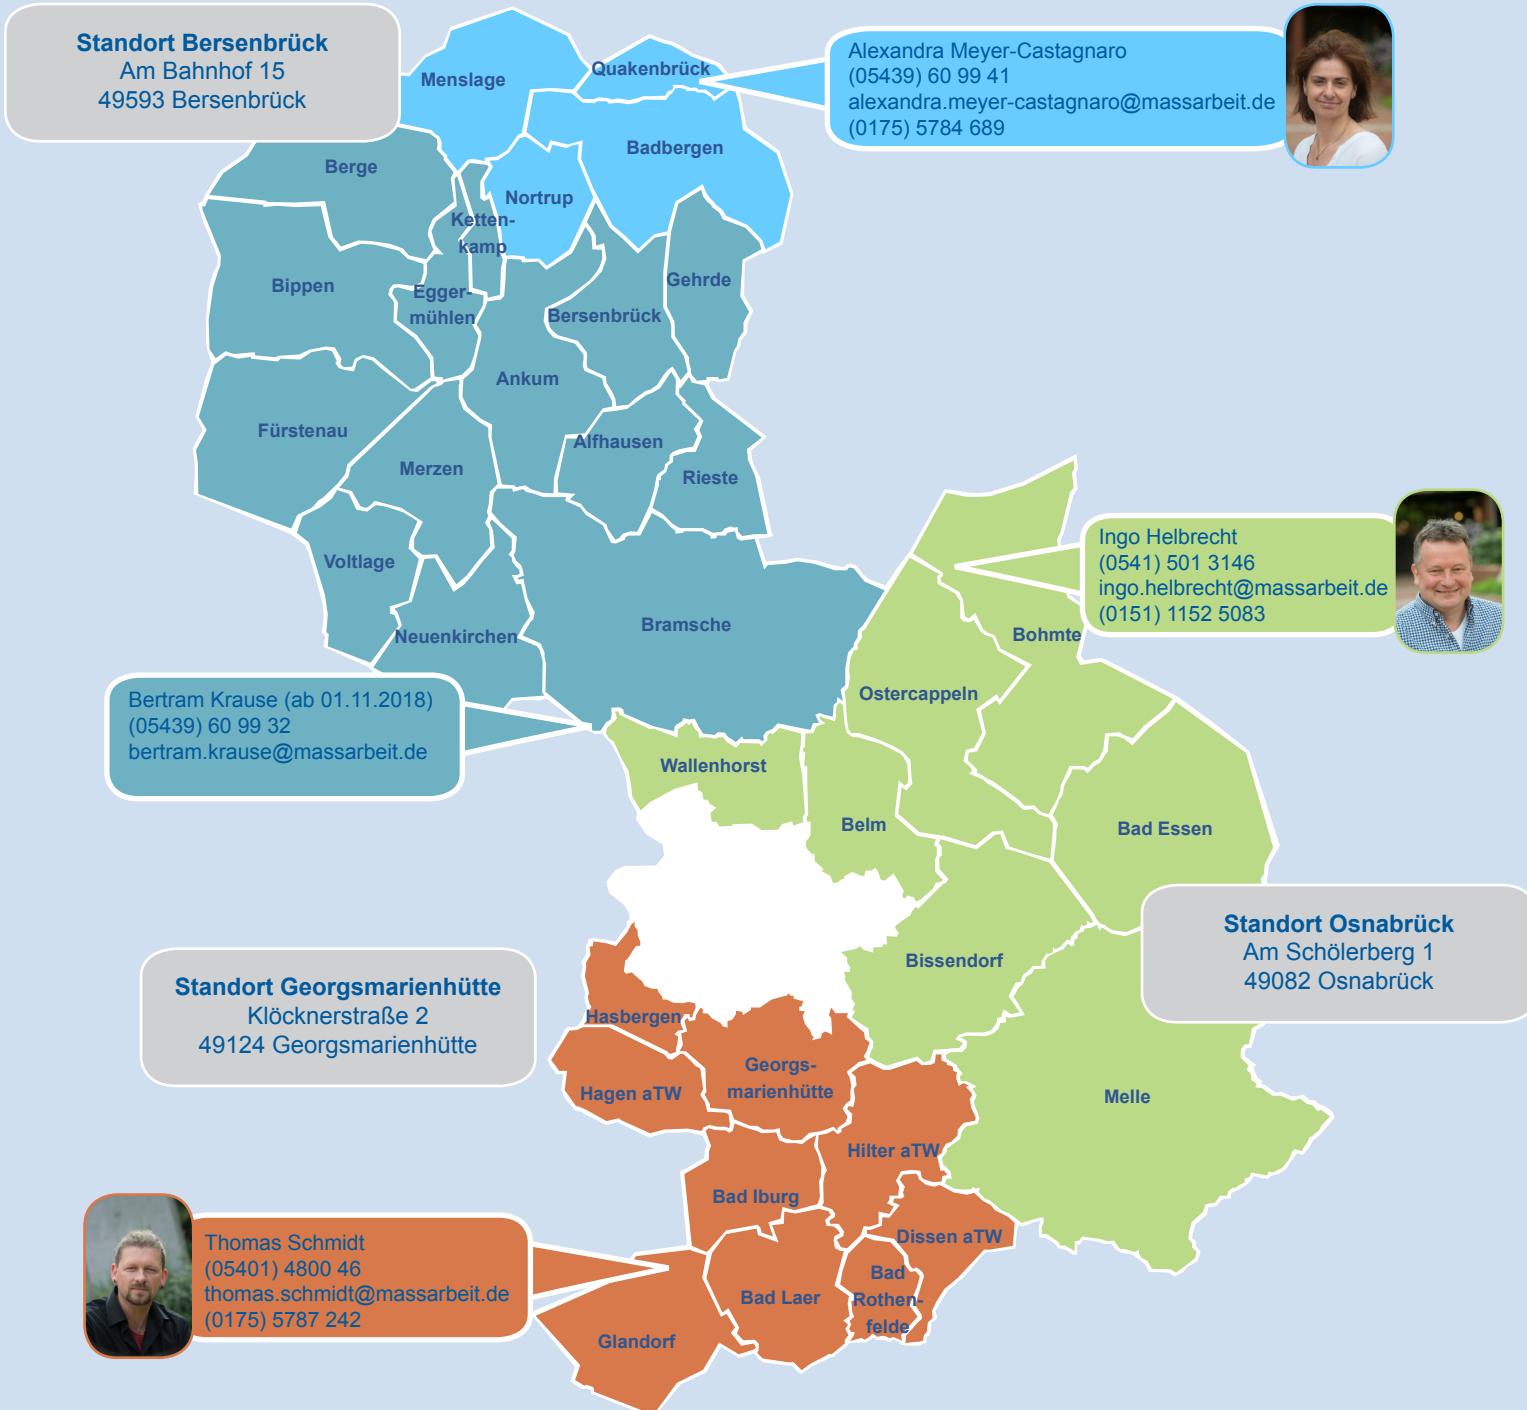 Standort Bersenbrück
Am Bahnhof 15
49593 Bersenbrück
Alexandra Meyer-Castagnaro
(05439) 60 99 41
alexandra.meyer-castagnaro@massarbeit.de
(0175) 5784 689
Menslage
Quakenbrück
Badbergen
Berge
Nortrup
Ketten-
kamp
Bippen
Egger-
mühlen
Gehrde
Bersenbrück
Ankum
Fürstenau
Alfhausen
Merzen
Rieste
Voltlage
Neuenkirchen
Bramsche
Ingo Helbrecht
(0541) 501 3146
ingo.helbrecht@massarbeit.de
(0151) 1152 5083
Bohmte
Ostercappeln
Bertram Krause (ab 01.11.2018)
(05439) 60 99 32
bertram.krause@massarbeit.de
Wallenhorst
Belm
Bad Essen
Standort Osnabrück
Am Schölerberg 1
49082 Osnabrück
Bissendorf
Standort Georgsmarienhütte
Klöcknerstraße 2
49124 Georgsmarienhütte
Hasbergen
Georgs-
marienhütte
Hagen aTW
Melle
Hilter aTW
Bad Iburg
Dissen aTW
Thomas Schmidt
(05401) 4800 46
thomas.schmidt@massarbeit.de
(0175) 5787 242
Bad Laer
Bad
Rothen-
felde
Glandorf